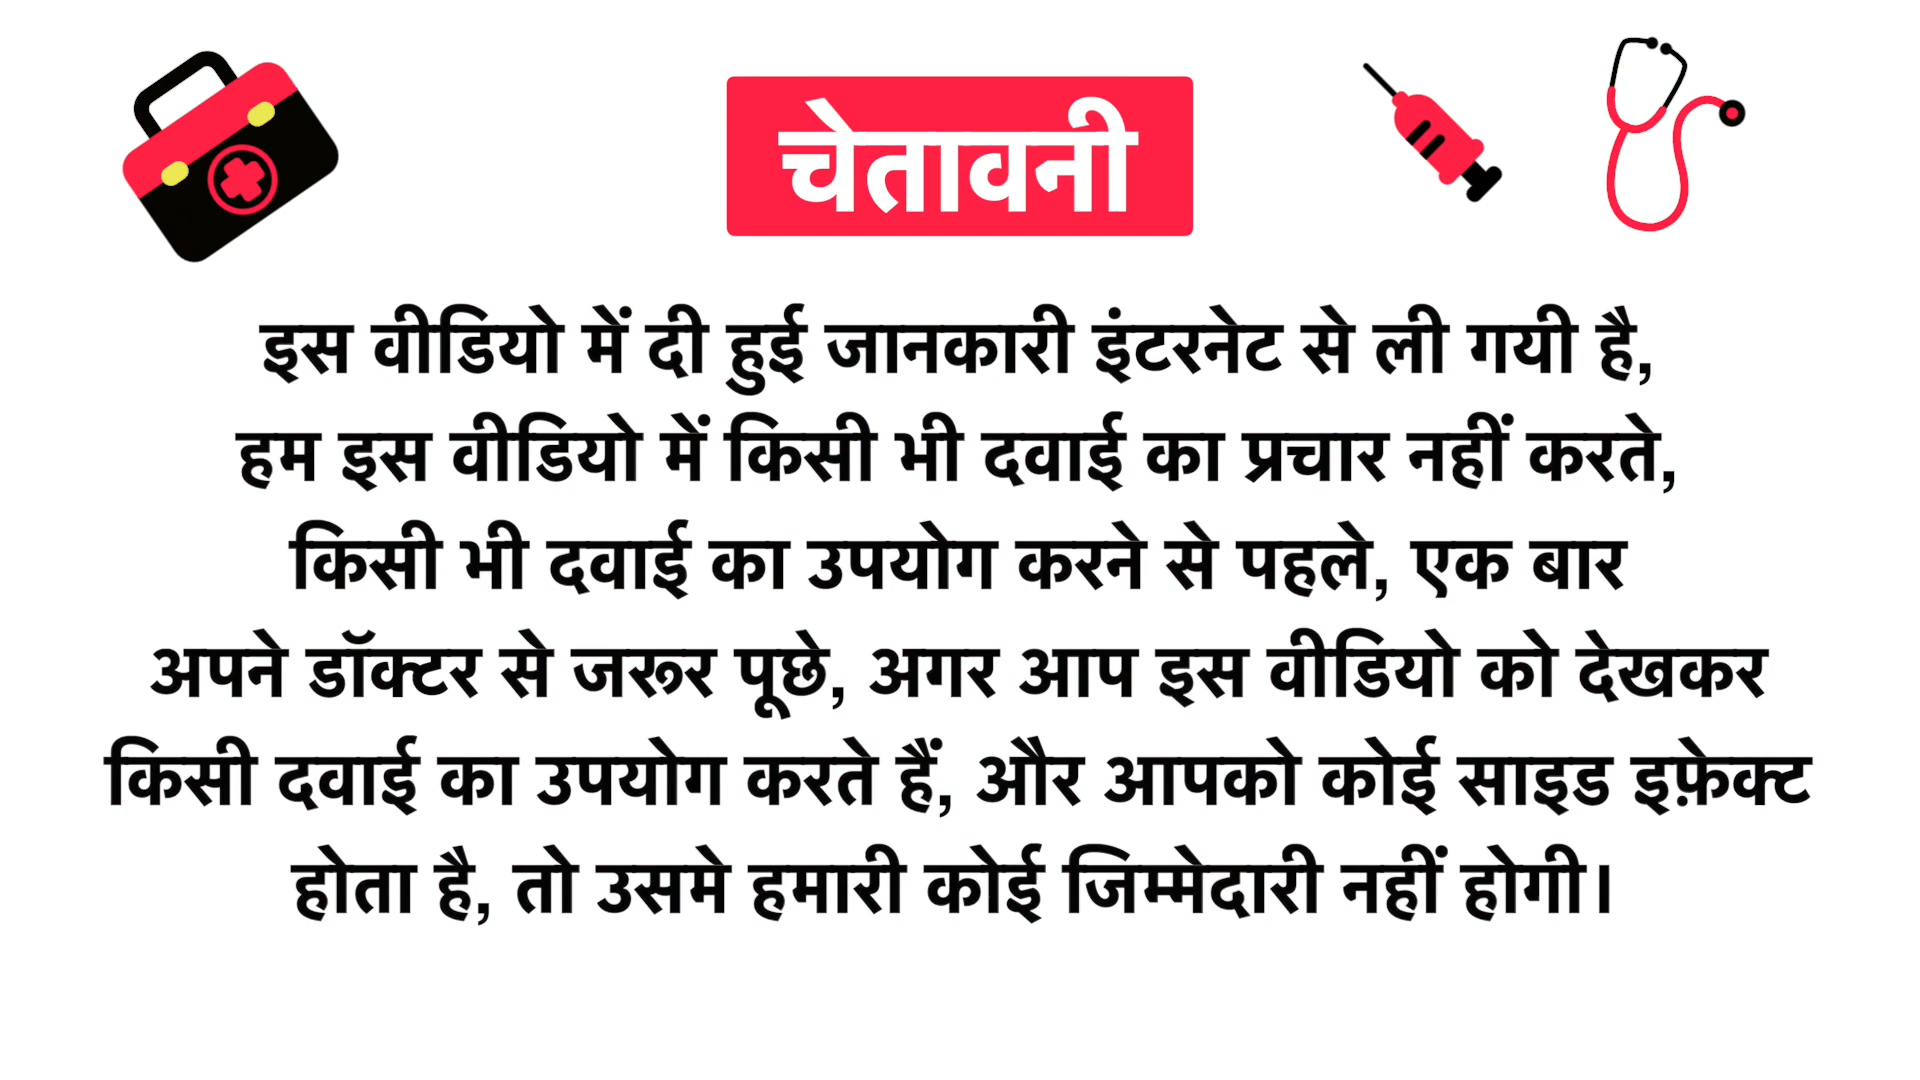 चेतावनी
इस वीडियो में दी हुई जानकारी इंटरनेट से ली गयी है,
हम इस वीडियो में किसी भी दवाई का प्रचार नहीं करते,
किसी भी दवाई का उपयोग करने से पहले, एक बार
अपने डॉक्टर से जरूर पूछे, अगर आप इस वीडियो को देखकर
किसी दवाई का उपयोग करते हैं, और आपको कोई साइड इफ़ेक्ट
होता है, तो उसमे हमारी कोई जिम्मेदारी नहीं होगी।